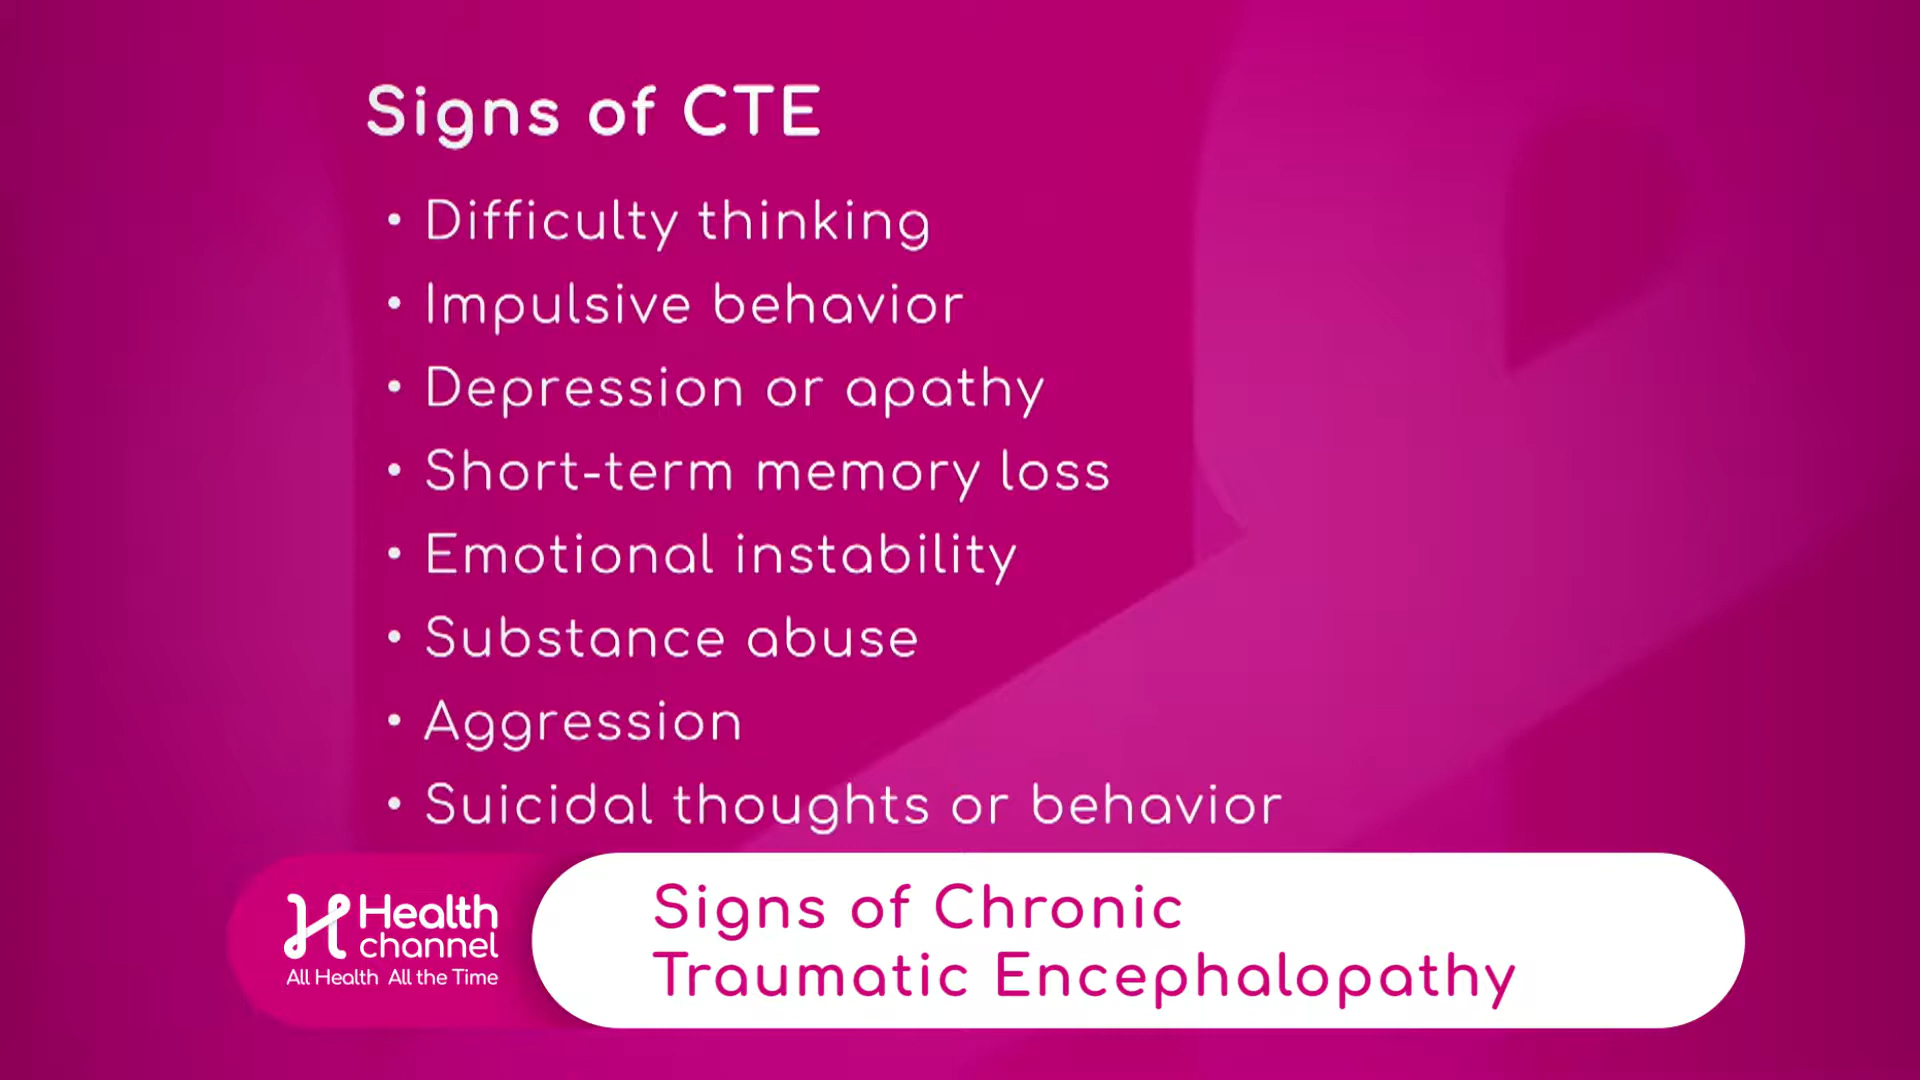 Signs of CTE
• Difficulty thinking
• Impulsive behavior
• Depression or apathy
• Short-term memory loss
• Emotional instability
• Substance abuse
• Aggression
• Suicidal thoughts or behavior
Health
channel
All Health All the Time
Signs of Chronic
Traumatic Encephalopathy